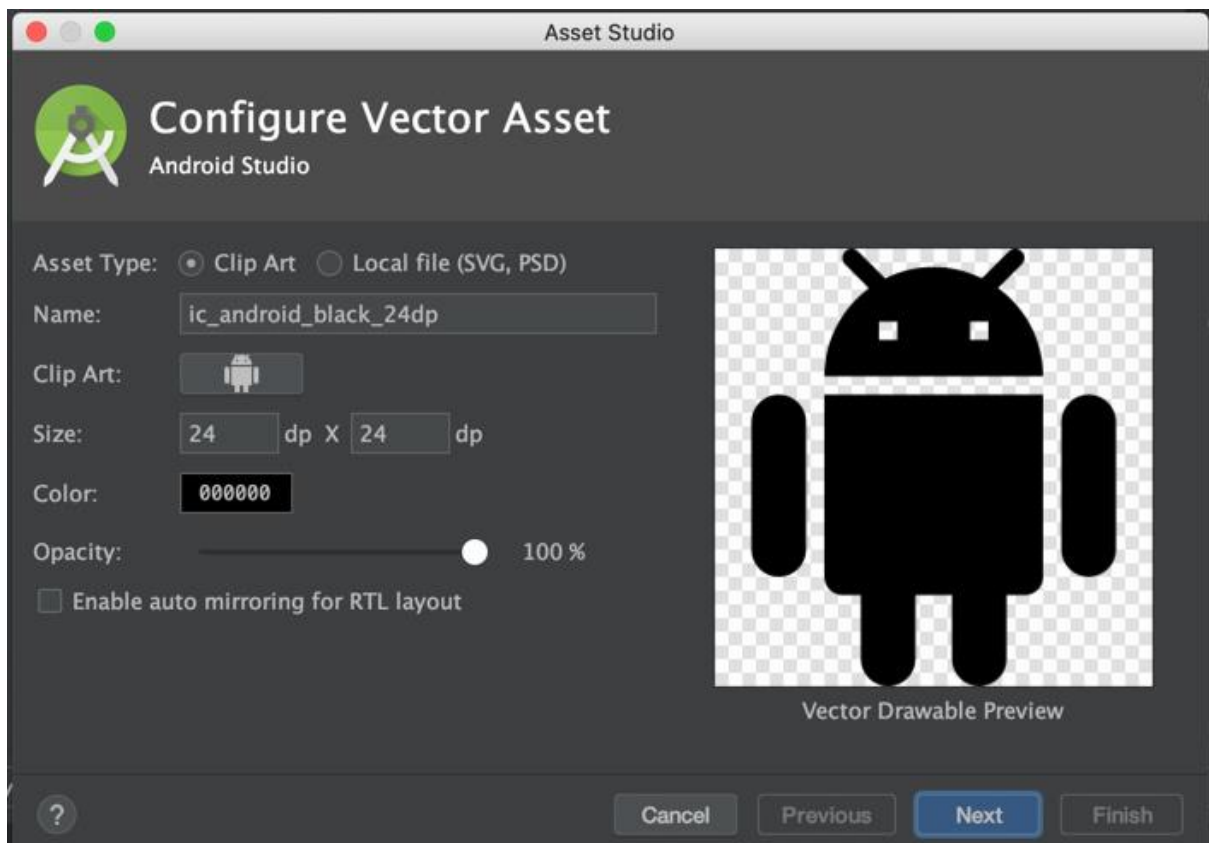 Asset Studio
Configure Vector Asset
Android Studio
Asset Type: Clip Art Local file (SVG, PSD)
Name: ic_android_black_24dp
Clip Art:
Size: 24 dp X 24 dp
Color: 000000
Opacity: 100 %
Enable auto mirroring for RTL layout
Vector Drawable Preview
? Cancel Previous Next Finish